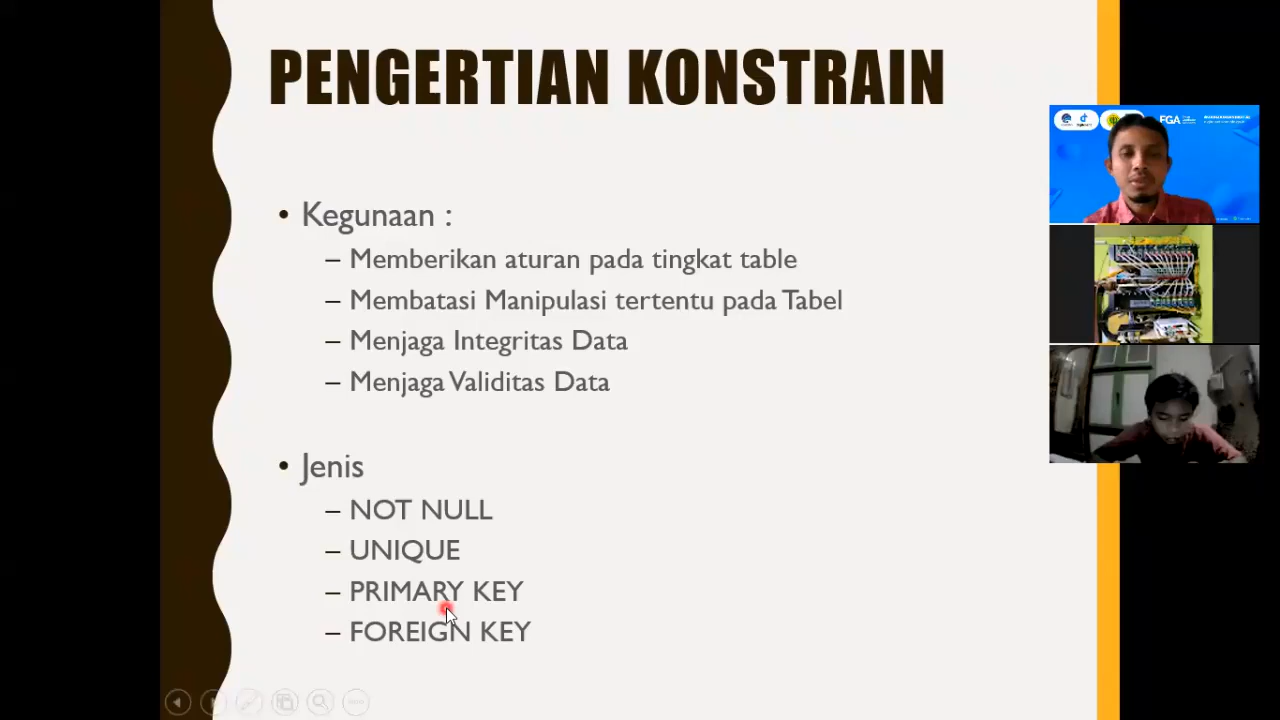 PENGERTIAN KONSTRAIN
• Kegunaan :
– Memberikan aturan pada tingkat table
– Membatasi Manipulasi tertentu pada Tabel
– Menjaga Integritas Data
– Menjaga Validitas Data
• Jenis
– NOT NULL
– UNIQUE
– PRIMARY KEY
– FOREIGN KEY
FGA